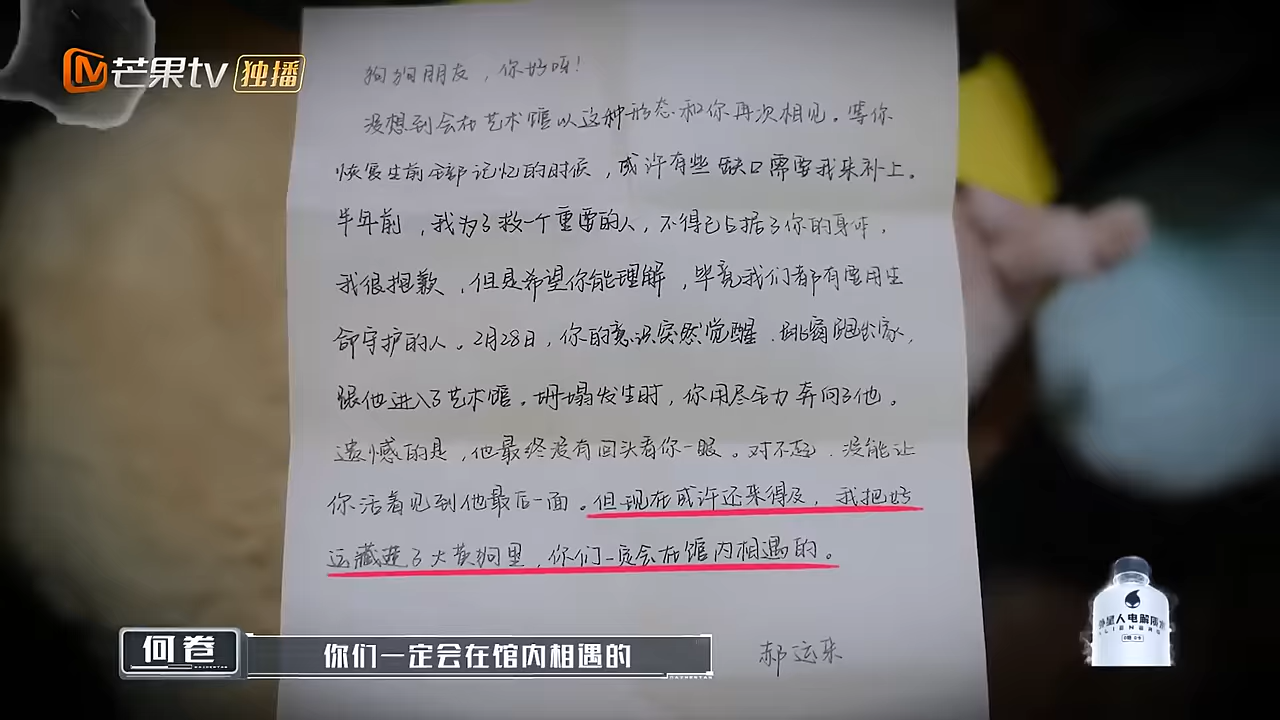 芒果tv 独播
狗狗朋友，你好呀！
没想到会在艺术馆以这种形态和你再次相见。等你
恢复生前全部记忆的时候，或许有些缺口需要我来补上。
半年前，我为了救一个重要的人，不得已占据了你的身体，
我很抱歉，但是希望你能理解，毕竟我们都有要用生
命守护的人。2月28日，你的意识突然觉醒、跳窗跑出家，
跟他进入了艺术馆。坍塌发生时，你用尽全力奔向了他。
遗憾的是，他最终没有回头看你一眼。对不起，没能让
你活着见到他最后一面。但现在或许还来得及，我把好
运藏进了大黄狗里，你们一定会在馆内相遇的。
郝运来
何卷
你们一定会在馆内相遇的
外星人电解质水